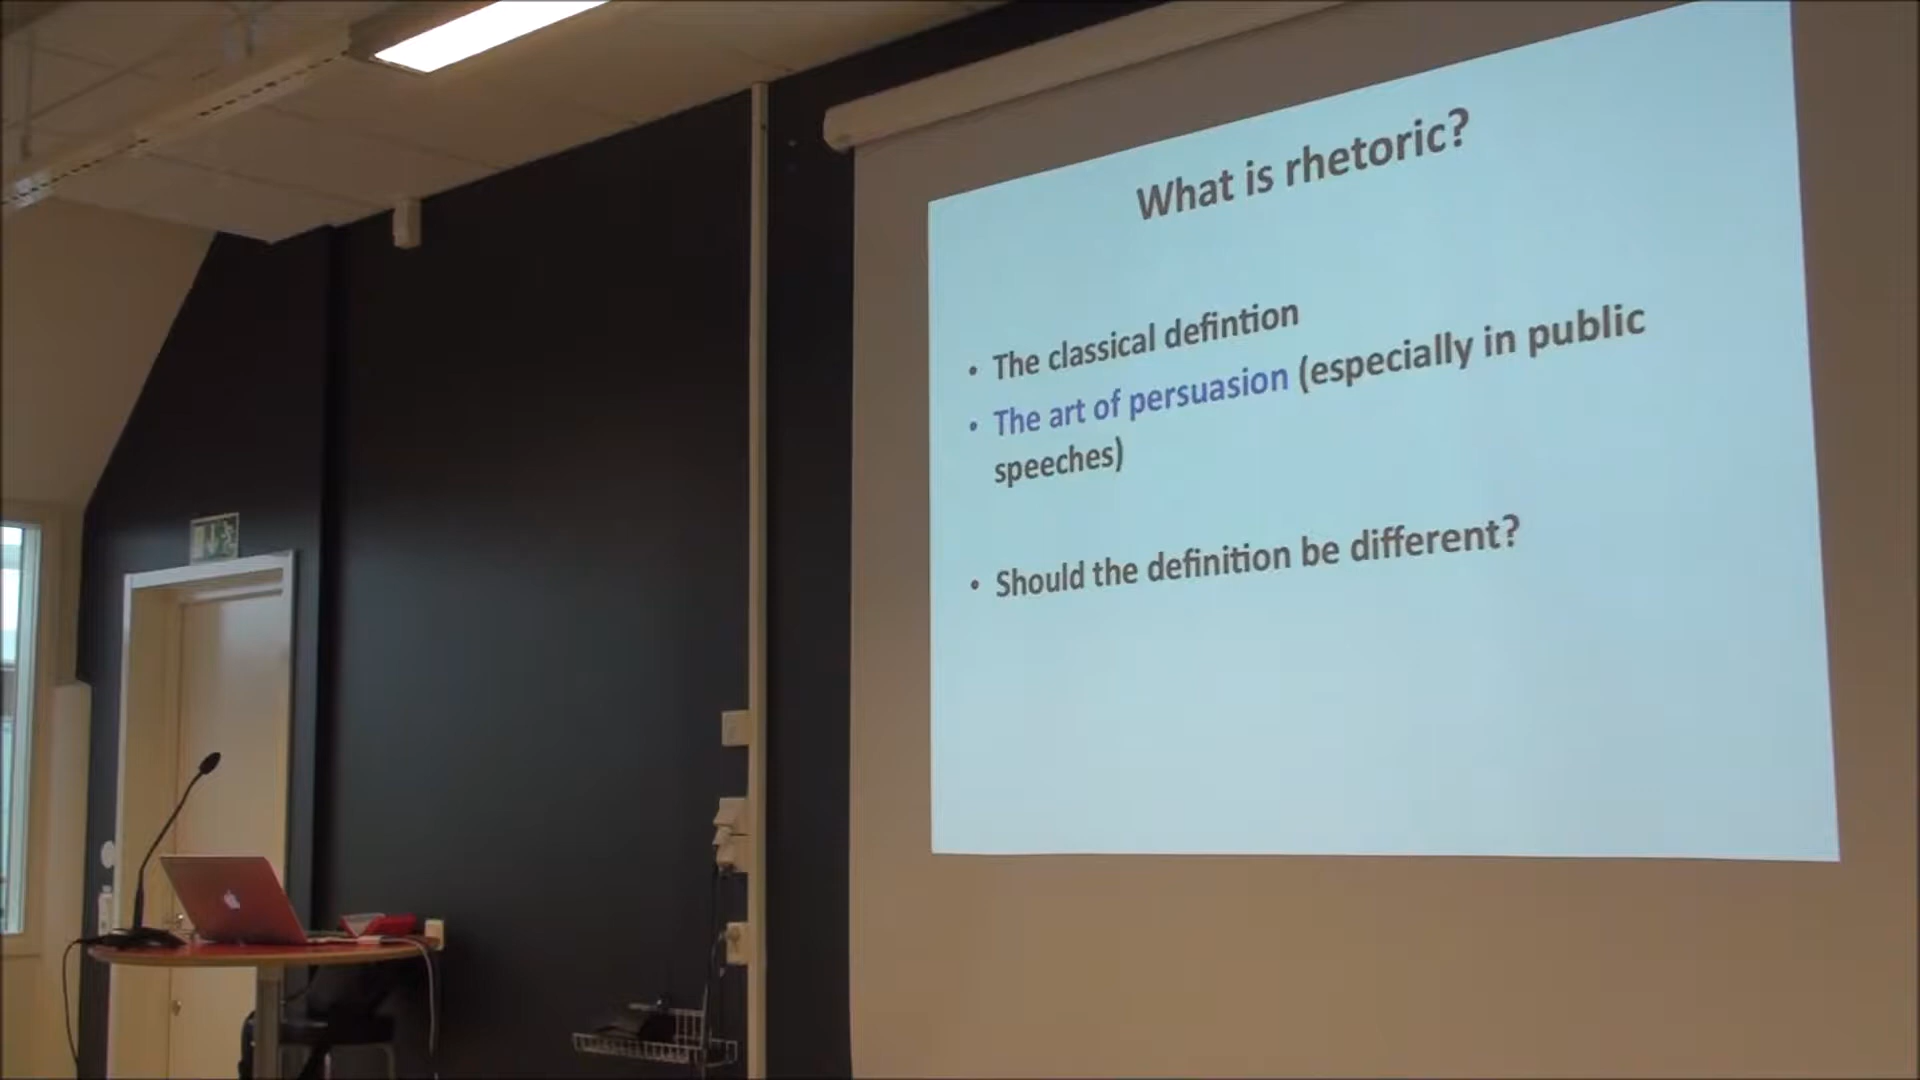 What is rhetoric?
• The classical defintion
• The art of persuasion (especially in public
speeches)
• Should the definition be different?